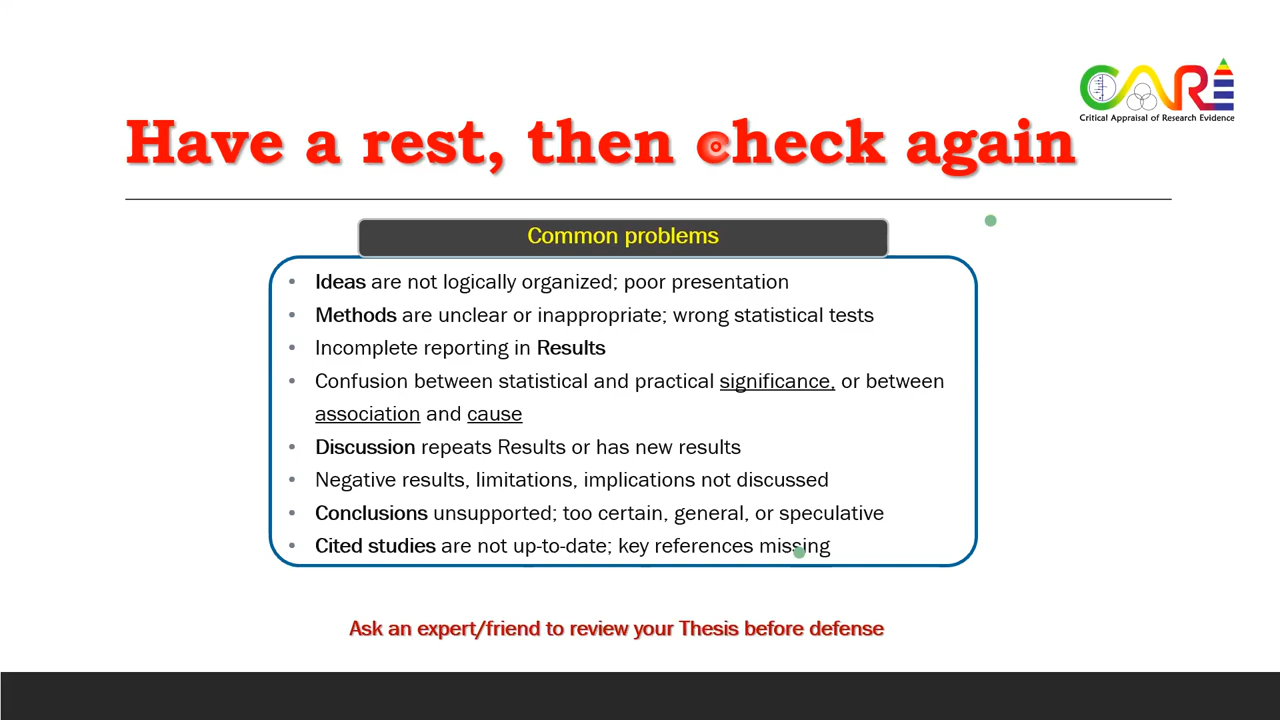 CARE
Critical Appraisal of Research Evidence
Have a rest, then check again
Common problems
• Ideas are not logically organized; poor presentation
• Methods are unclear or inappropriate; wrong statistical tests
• Incomplete reporting in Results
• Confusion between statistical and practical significance, or between
association and cause
• Discussion repeats Results or has new results
• Negative results, limitations, implications not discussed
• Conclusions unsupported; too certain, general, or speculative
• Cited studies are not up-to-date; key references missing
Ask an expert/friend to review your Thesis before defense